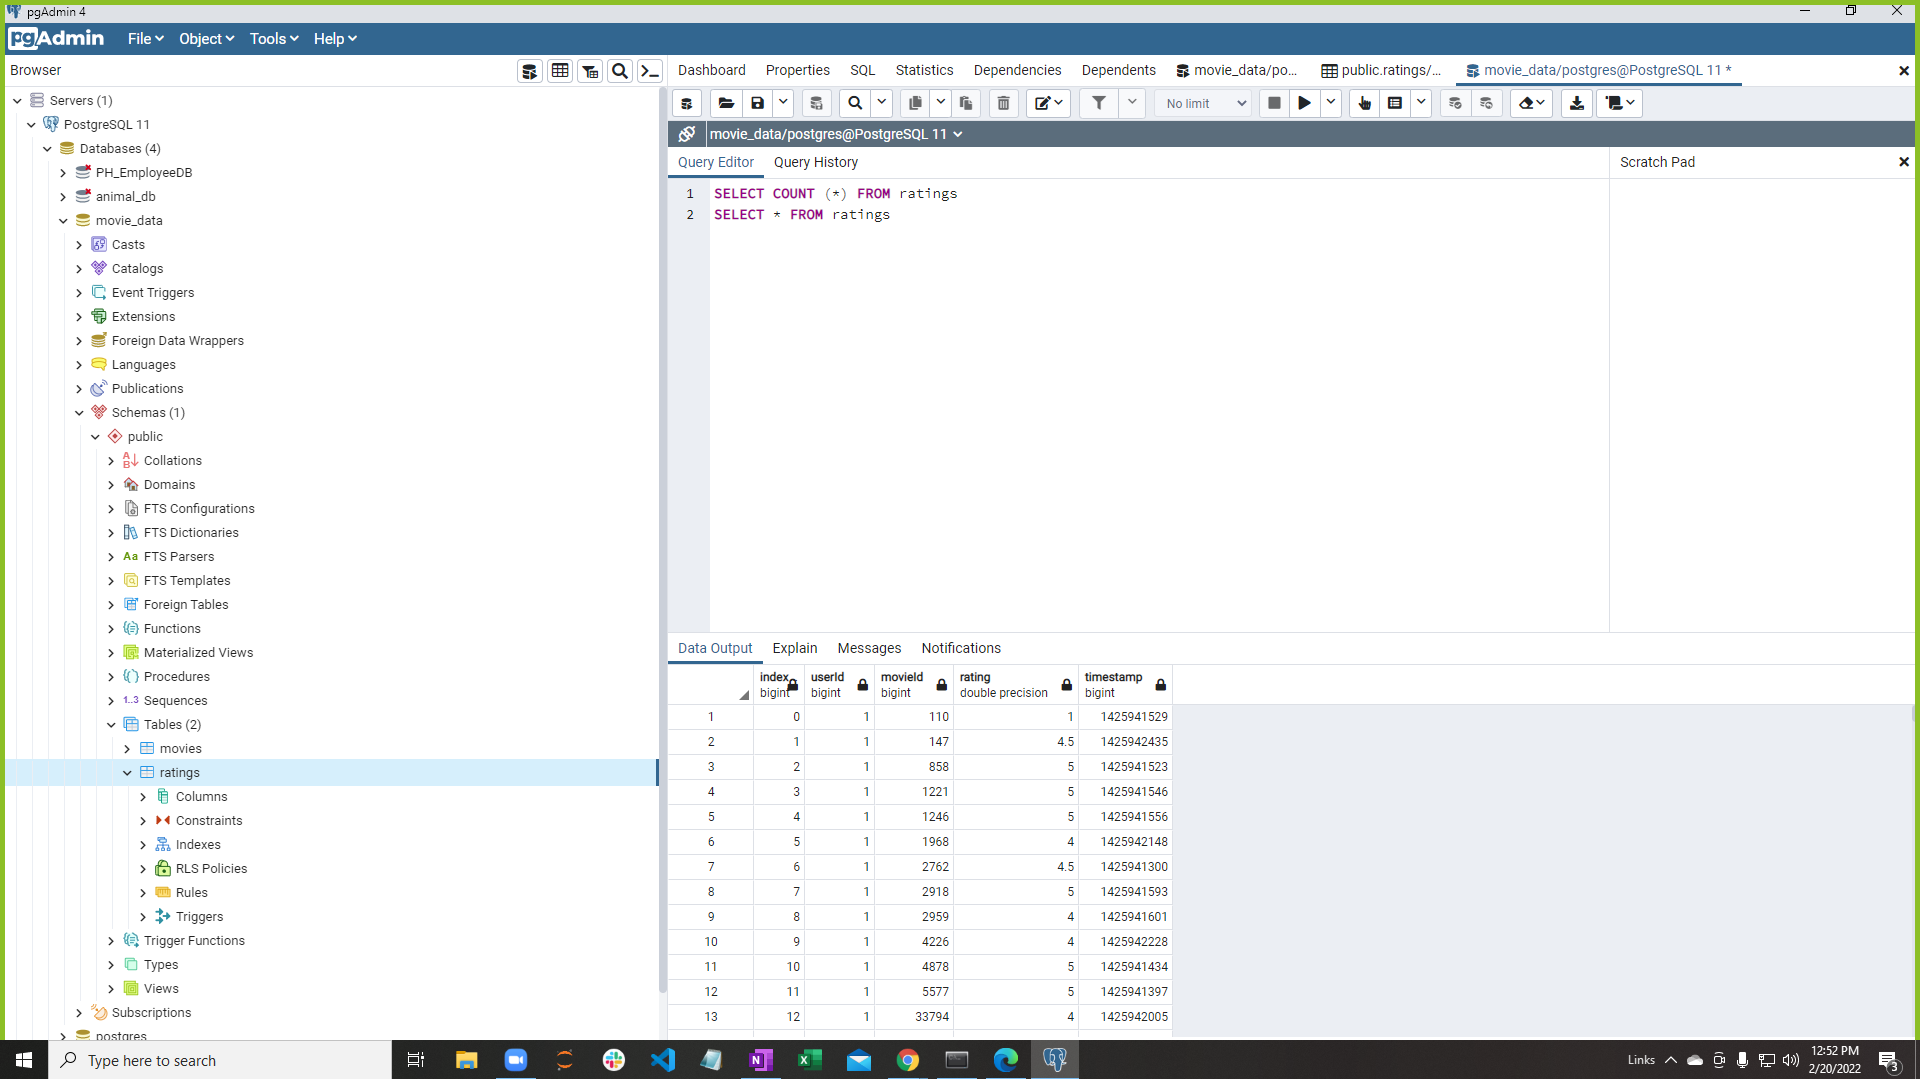 pgAdmin 4
pgAdmin File Object Tools Help
Browser
Dashboard Properties SQL Statistics Dependencies Dependents movie_data/po... public.ratings/... movie_data/postgres@PostgreSQL 11 *
No limit
movie_data/postgres@PostgreSQL 11
Query Editor Query History
Scratch Pad
1 SELECT COUNT (*) FROM ratings
2 SELECT * FROM ratings
Servers (1)
PostgreSQL 11
Databases (4)
PH_EmployeeDB
animal_db
movie_data
Casts
Catalogs
Event Triggers
Extensions
Foreign Data Wrappers
Languages
Publications
Schemas (1)
public
Collations
Domains
FTS Configurations
FTS Dictionaries
Aa FTS Parsers
FTS Templates
Foreign Tables
Functions
Materialized Views
Procedures
1..3 Sequences
Tables (2)
movies
ratings
Columns
Constraints
Indexes
RLS Policies
Rules
Triggers
Trigger Functions
Types
Views
Subscriptions
postgres
Data Output Explain Messages Notifications
index userId movieId rating timestamp
bigint bigint bigint double precision bigint
1 0 1 110 1 1425941529
2 1 1 147 4.5 1425942435
3 2 1 858 5 1425941523
4 3 1 1221 5 1425941546
5 4 1 1246 5 1425941556
6 5 1 1968 4 1425942148
7 6 1 2762 4.5 1425941300
8 7 1 2918 5 1425941593
9 8 1 2959 4 1425941601
10 9 1 4226 4 1425942228
11 10 1 4878 5 1425941434
12 11 1 5577 5 1425941397
13 12 1 33794 4 1425942005
Type here to search
Links
12:52 PM
2/20/2022
3